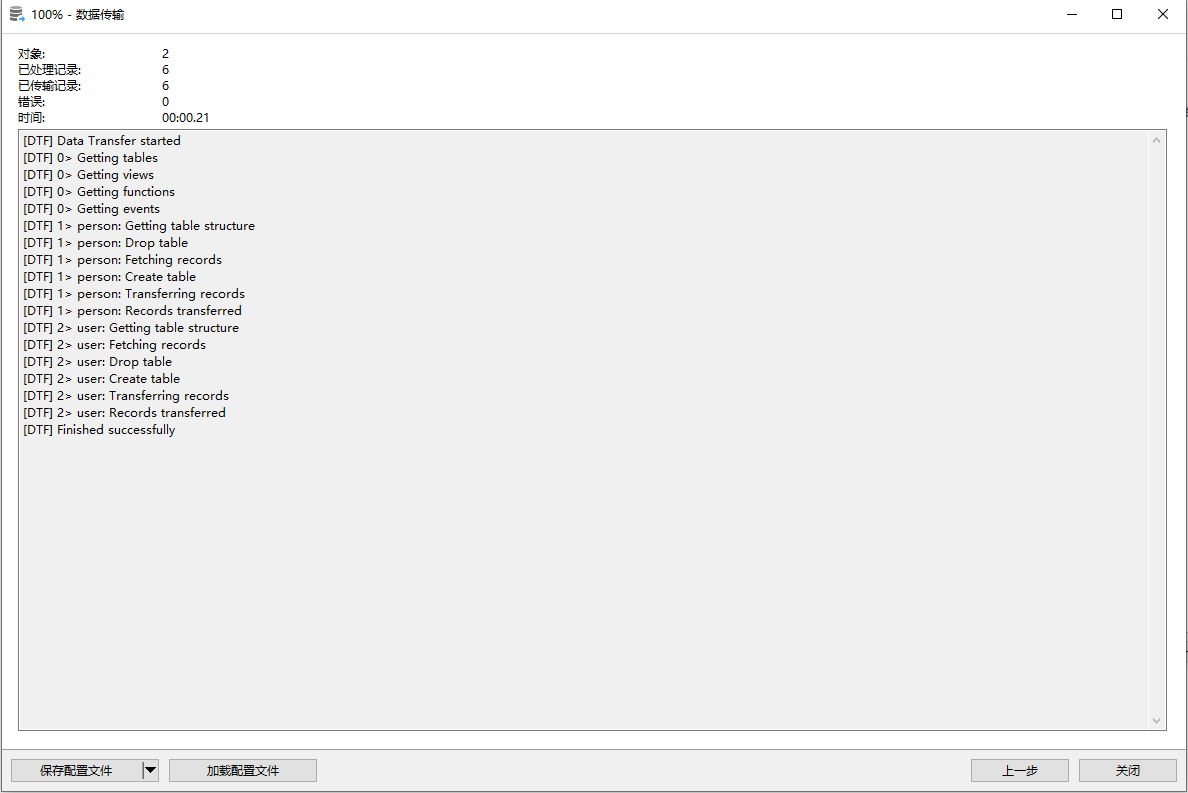 100% - 数据传输
对象: 2
已处理记录: 6
已传输记录: 6
错误: 0
时间: 00:00.21
[DTF] Data Transfer started
[DTF] 0> Getting tables
[DTF] 0> Getting views
[DTF] 0> Getting functions
[DTF] 0> Getting events
[DTF] 1> person: Getting table structure
[DTF] 1> person: Drop table
[DTF] 1> person: Fetching records
[DTF] 1> person: Create table
[DTF] 1> person: Transferring records
[DTF] 1> person: Records transferred
[DTF] 2> user: Getting table structure
[DTF] 2> user: Fetching records
[DTF] 2> user: Drop table
[DTF] 2> user: Create table
[DTF] 2> user: Transferring records
[DTF] 2> user: Records transferred
[DTF] Finished successfully
保存配置文件 加载配置文件 上一步 关闭